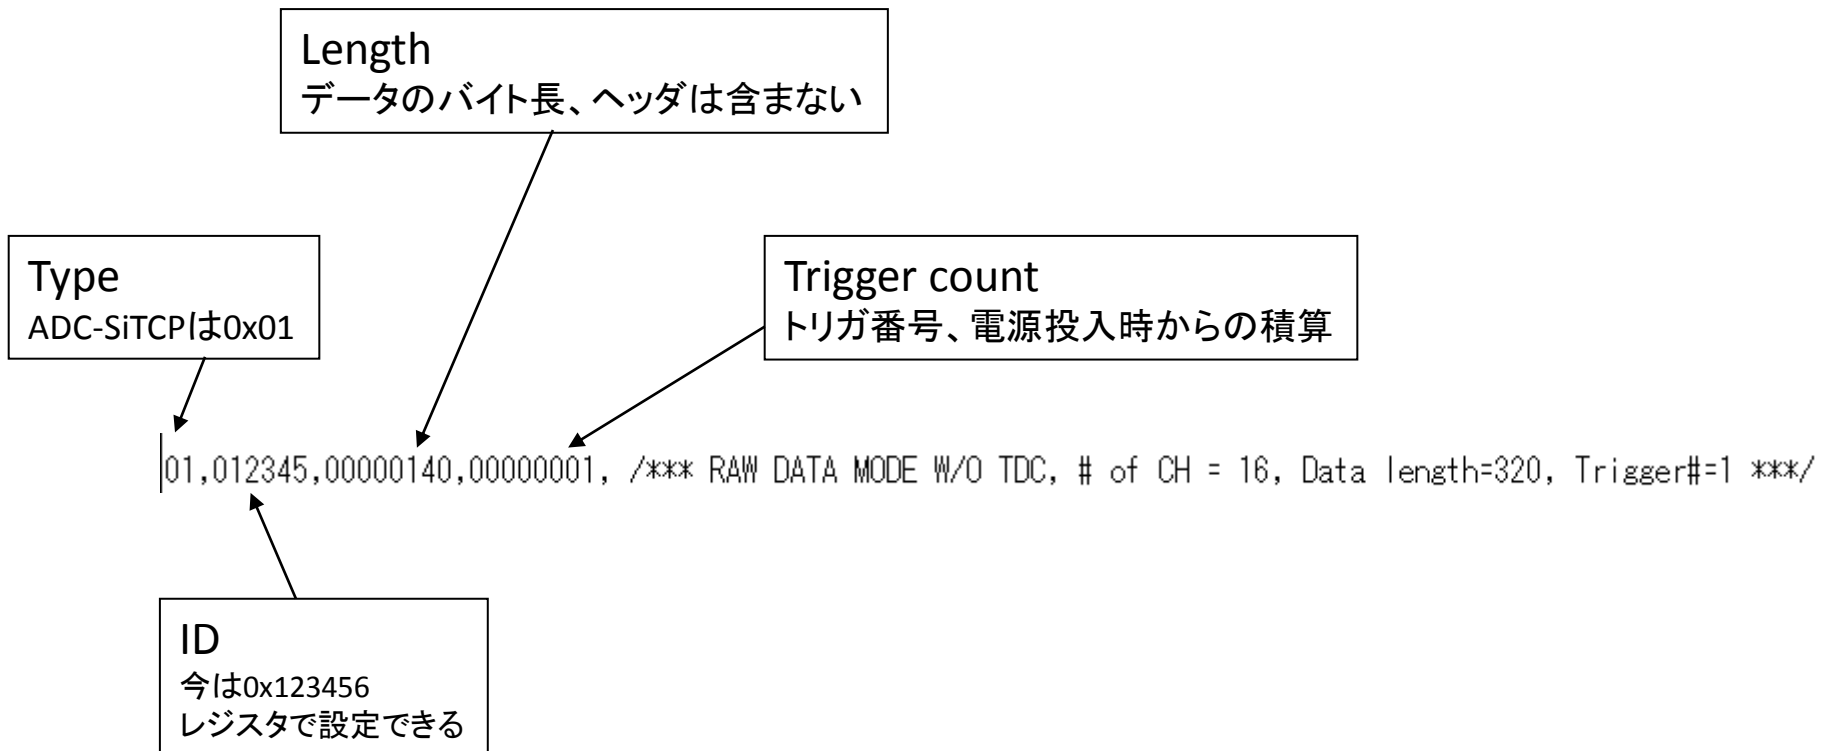 Length
データのバイト長、ヘッダは含まない
Type
ADC-SiTCPは0x01
Trigger count
トリガ番号、電源投入時からの積算
01,012345,00000140,00000001, /*** RAW DATA MODE W/O TDC, # of CH = 16, Data length=320, Trigger#=1 ***/
ID
今は0x123456
レジスタで設定できる